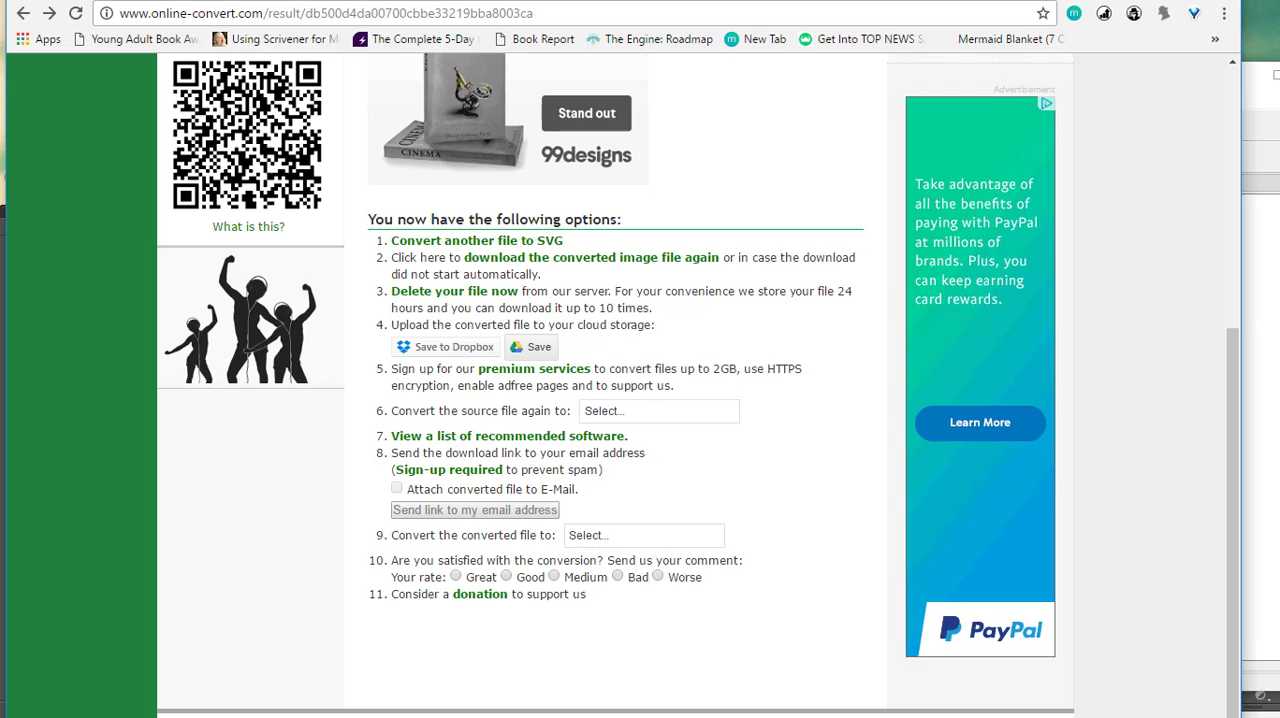 www.online-convert.com/result/db500d4da00700cbbe33219bba8003ca
Apps Young Adult Book Aw Using Scrivener for M The Complete 5-Day Book Report The Engine: Roadmap New Tab Get Into TOP NEWS S Mermaid Blanket (7 C »
What is this?
CINEMA
Stand out
99designs
You now have the following options:
1. Convert another file to SVG
2. Click here to download the converted image file again or in case the download
did not start automatically.
3. Delete your file now from our server. For your convenience we store your file 24
hours and you can download it up to 10 times.
4. Upload the converted file to your cloud storage:
Save to Dropbox Save
5. Sign up for our premium services to convert files up to 2GB, use HTTPS
encryption, enable adfree pages and to support us.
6. Convert the source file again to: Select...
7. View a list of recommended software.
8. Send the download link to your email address
(Sign-up required to prevent spam)
Attach converted file to E-Mail.
Send link to my email address
9. Convert the converted file to: Select...
10. Are you satisfied with the conversion? Send us your comment:
Your rate: Great Good Medium Bad Worse
11. Consider a donation to support us
Advertisement
Take advantage of
all the benefits of
paying with PayPal
at millions of
brands. Plus, you
can keep earning
card rewards.
Learn More
PayPal